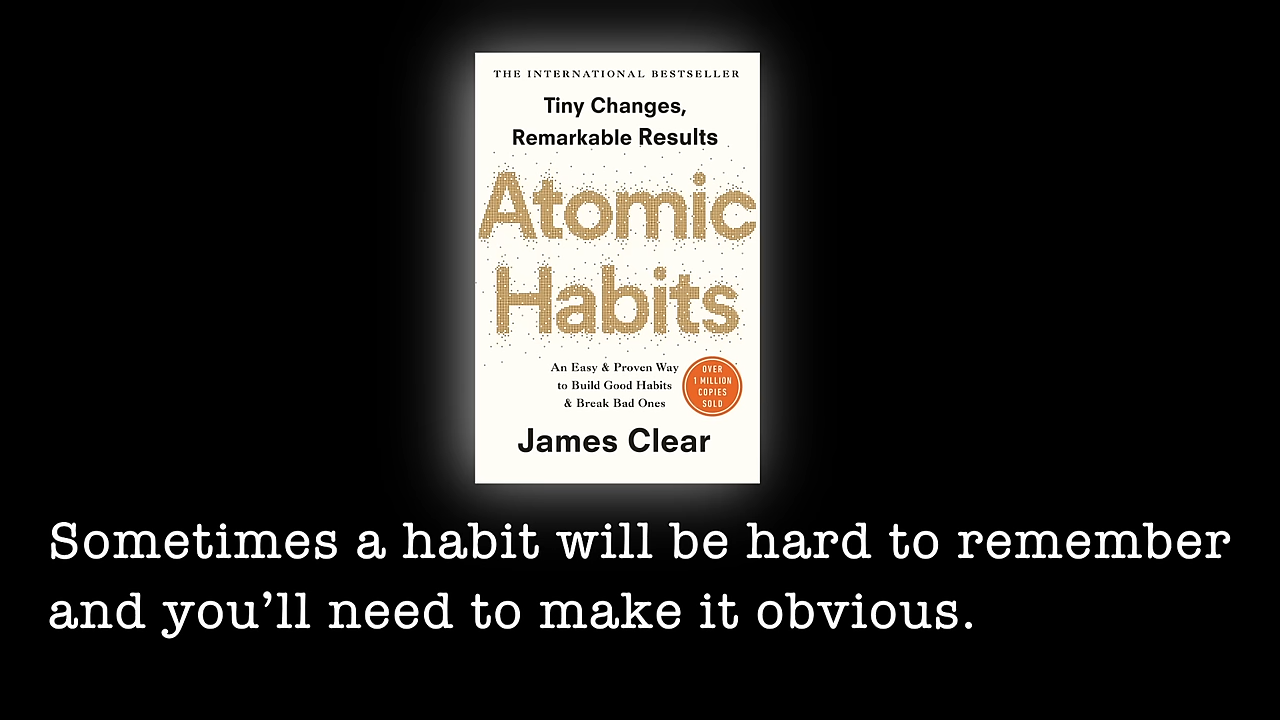 THE INTERNATIONAL BESTSELLER
Tiny Changes,
Remarkable Results
Atomic
Habits
An Easy & Proven Way
to Build Good Habits
& Break Bad Ones
OVER
1 MILLION
COPIES
SOLD
James Clear
Sometimes a habit will be hard to remember
and you’ll need to make it obvious.